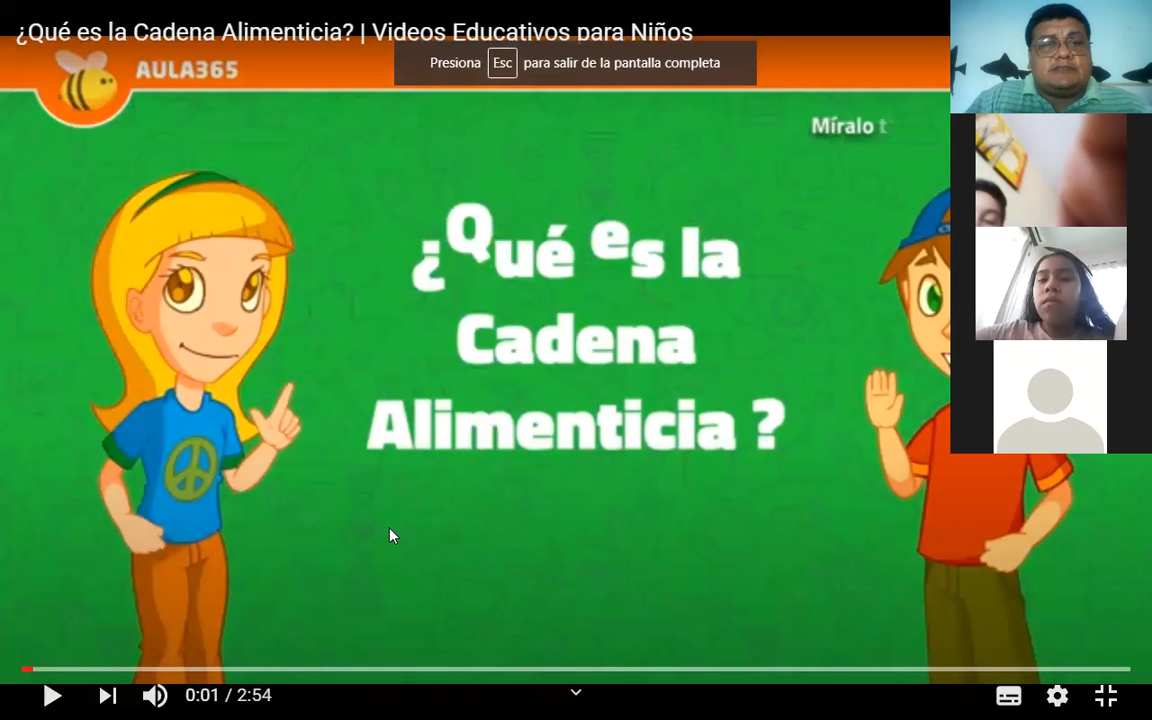 ¿Qué es la Cadena Alimenticia? | Videos Educativos para Niños
Presiona Esc para salir de la pantalla completa
AULA365
Míralo t
¿Qué es la
Cadena
Alimenticia ?
0:01 / 2:54